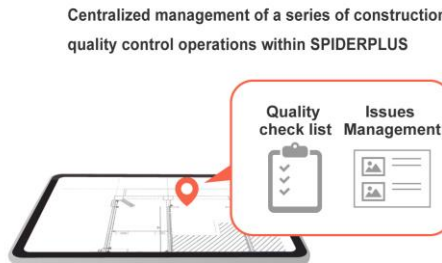 Centralized management of a series of construction
quality control operations within SPIDERPLUS
Quality
check list
Issues
Management